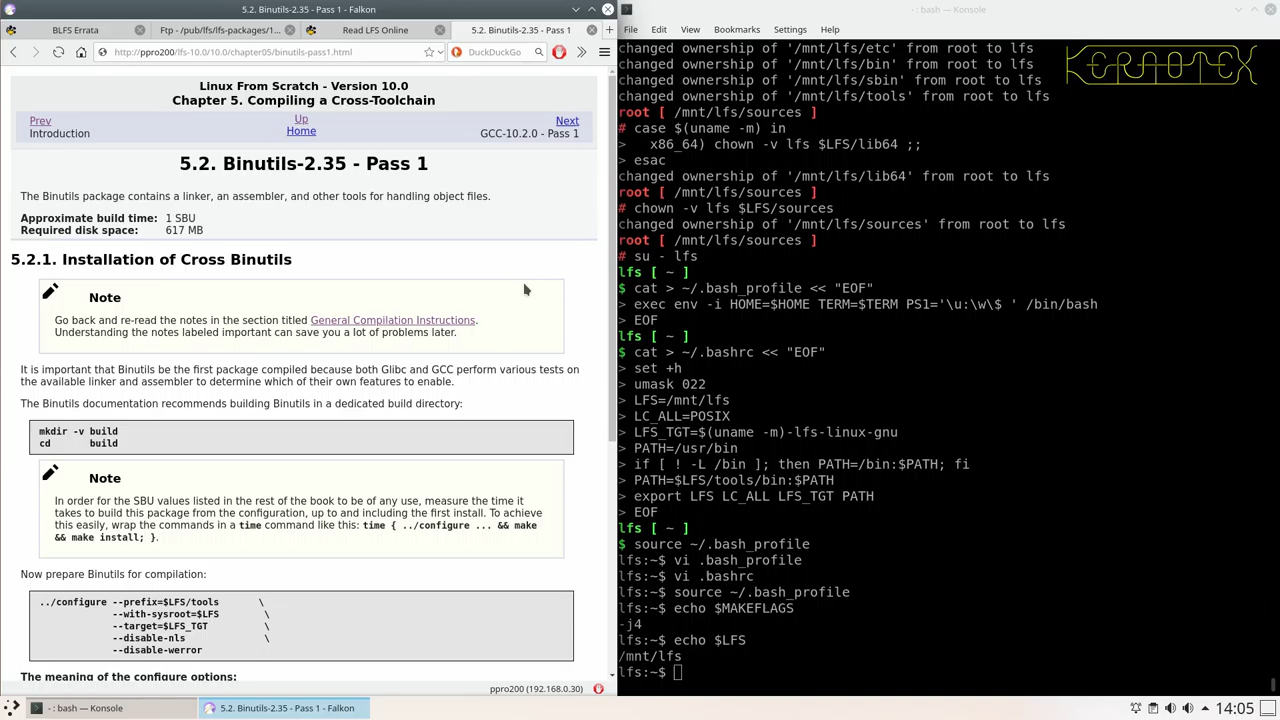 5.2. Binutils-2.35 - Pass 1 - Falkon
BLFS Errata
Ftp - /pub/lfs/lfs-packages/1...
Read LFS Online
5.2. Binutils-2.35 - Pass 1
http://ppro200/lfs-10.0/10.0/chapter05/binutils-pass1.html
DuckDuckGo
Linux From Scratch - Version 10.0
Chapter 5. Compiling a Cross-Toolchain
Prev
Up
Next
Introduction
Home
GCC-10.2.0 - Pass 1
5.2. Binutils-2.35 - Pass 1
The Binutils package contains a linker, an assembler, and other tools for handling object files.
Approximate build time: 1 SBU
Required disk space: 617 MB
5.2.1. Installation of Cross Binutils
Note
Go back and re-read the notes in the section titled General Compilation Instructions.
Understanding the notes labeled important can save you a lot of problems later.
It is important that Binutils be the first package compiled because both Glibc and GCC perform various tests on
the available linker and assembler to determine which of their own features to enable.
The Binutils documentation recommends building Binutils in a dedicated build directory:
mkdir -v build
cd build
Note
In order for the SBU values listed in the rest of the book to be of any use, measure the time it
takes to build this package from the configuration, up to and including the first install. To achieve
this easily, wrap the commands in a time command like this: time { ../configure ... && make
&& make install; }.
Now prepare Binutils for compilation:
../configure --prefix=$LFS/tools \
--with-sysroot=$LFS \
--target=$LFS_TGT \
--disable-nls \
--disable-werror
The meaning of the configure options:
ppro200 (192.168.0.30)
- : bash — Konsole
File Edit View Bookmarks Settings Help
changed ownership of '/mnt/lfs/etc' from root to lfs
changed ownership of '/mnt/lfs/bin' from root to lfs
changed ownership of '/mnt/lfs/sbin' from root to lfs
changed ownership of '/mnt/lfs/tools' from root to lfs
root [ /mnt/lfs/sources ]
# case $(uname -m) in
> x86_64) chown -v lfs $LFS/lib64 ;;
> esac
changed ownership of '/mnt/lfs/lib64' from root to lfs
root [ /mnt/lfs/sources ]
# chown -v lfs $LFS/sources
changed ownership of '/mnt/lfs/sources' from root to lfs
root [ /mnt/lfs/sources ]
# su - lfs
lfs [ ~ ]
$ cat > ~/.bash_profile << "EOF"
> exec env -i HOME=$HOME TERM=$TERM PS1='\u:\w\$ ' /bin/bash
> EOF
lfs [ ~ ]
$ cat > ~/.bashrc << "EOF"
> set +h
> umask 022
> LFS=/mnt/lfs
> LC_ALL=POSIX
> LFS_TGT=$(uname -m)-lfs-linux-gnu
> PATH=/usr/bin
> if [ ! -L /bin ]; then PATH=/bin:$PATH; fi
> PATH=$LFS/tools/bin:$PATH
> export LFS LC_ALL LFS_TGT PATH
> EOF
lfs [ ~ ]
$ source ~/.bash_profile
lfs:~$ vi .bash_profile
lfs:~$ vi .bashrc
lfs:~$ source ~/.bash_profile
lfs:~$ echo $MAKEFLAGS
-j4
lfs:~$ echo $LFS
/mnt/lfs
lfs:~$
- : bash — Konsole
5.2. Binutils-2.35 - Pass 1 - Falkon
14:05